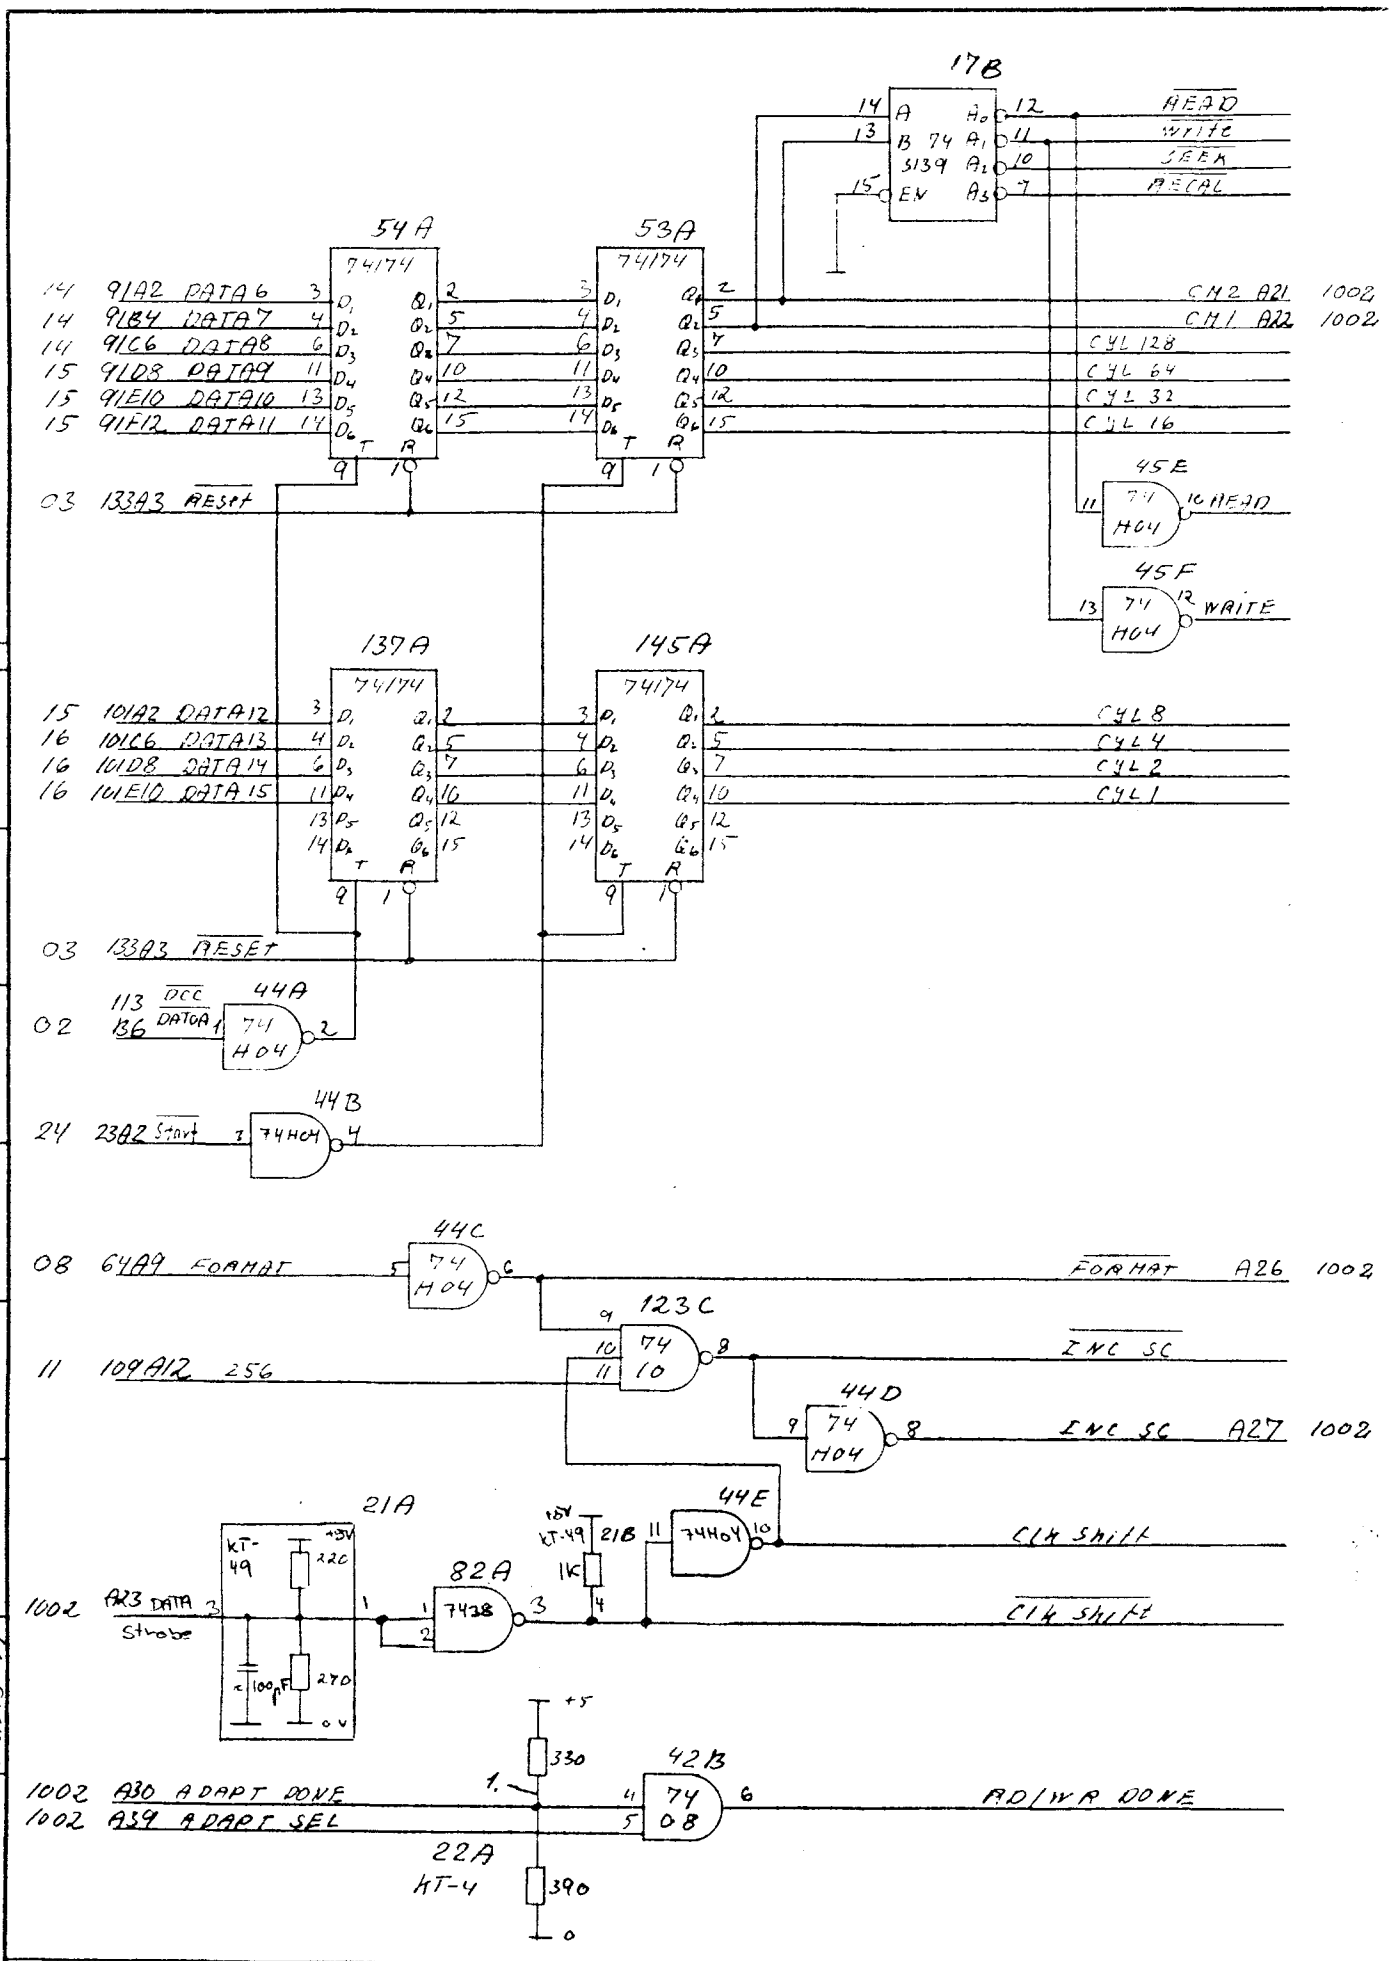 17B
14 A A0 12 READ
13 B 74 A1 11 Write
S139 A2 10 SEEK
15 EN A3 7 RECAL
54A 53A
74174 74174
14 91A2 DATA6 3 D1 Q1 2 3 D1 Q1 2 CM2 A21 1002
14 91B4 DATA7 4 D2 Q2 5 4 D2 Q2 5 CM1 A22 1002
14 91C6 DATA8 6 D3 Q3 7 6 D3 Q3 7 CYL 128
15 91D8 DATA9 11 D4 Q4 10 11 D4 Q4 10 CYL 64
15 91E10 DATA10 13 D5 Q5 12 13 D5 Q5 12 CYL 32
15 91F12 DATA11 14 D6 Q6 15 14 D6 Q6 15 CYL 16
T R T R
9 1 9 1
03 133A3 RESET
45E
11 74 H04 10 READ
45F
13 74 H04 12 WRITE
137A 145A
74174 74174
15 101A2 DATA12 3 D1 Q1 2 3 D1 Q1 2 CYL 8
16 101C6 DATA13 4 D2 Q2 5 4 D2 Q2 5 CYL 4
16 101D8 DATA14 6 D3 Q3 7 6 D3 Q3 7 CYL 2
16 101E10 DATA15 11 D4 Q4 10 11 D4 Q4 10 CYL 1
13 D5 Q5 12 13 D5 Q5 12
14 D6 Q6 15 14 D6 Q6 15
T R T R
9 1 9 1
03 133A3 RESET
113 DCC 44A
02 B6 DATOA 1 74 H04 2
44B
24 23A2 Start 3 74H04 4
44C
08 64A9 FORMAT 5 74 H04 6 FORMAT A26 1002
123C
9
10 74 8 INC SC
11 109A12 256 11 10
44D
9 74 H04 8 INC SC A27 1002
21A
44E
+5V
KT-49 21B 11 74H04 10 Clk Shift
1K
KT-49 +5V
220
82A
1002 A23 DATA 3 1 1 7438 3 4 Clk Shift
Strobe 2
100pF 270
0V
+5
330 42B
1002 A30 ADAPT DONE 1. 4 74 6 RD/WR DONE
1002 A39 ADAPT SEL 5 08
22A
KT-4 390
0